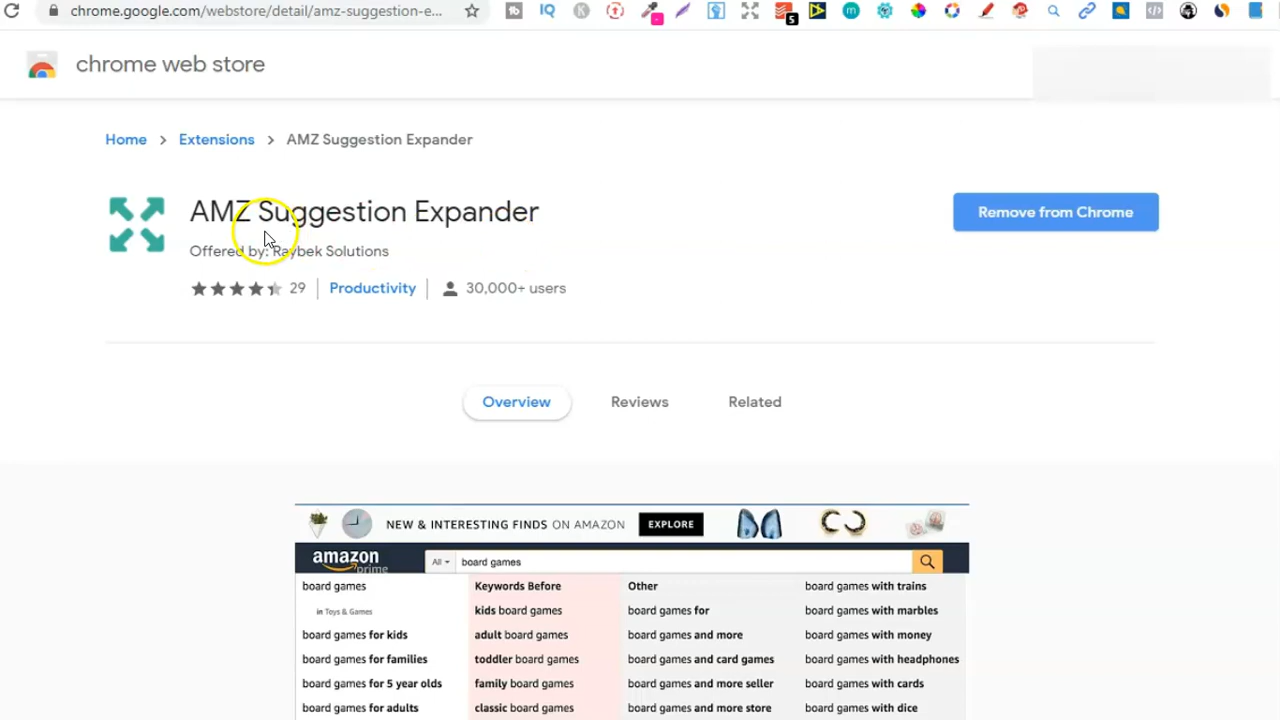 chrome.google.com/webstore/detail/amz-suggestion-e...
5
chrome web store
Home > Extensions > AMZ Suggestion Expander
AMZ Suggestion Expander
Remove from Chrome
Offered by: Raybek Solutions
29 Productivity 30,000+ users
Overview Reviews Related
NEW & INTERESTING FINDS ON AMAZON EXPLORE
amazon prime All board games
board games Keywords Before Other board games with trains
in Toys & Games kids board games board games for board games with marbles
board games for kids adult board games board games and more board games with money
board games for families toddler board games board games and card games board games with headphones
board games for 5 year olds family board games board games and more seller board games with cards
board games for adults classic board games board games and more store board games with dice